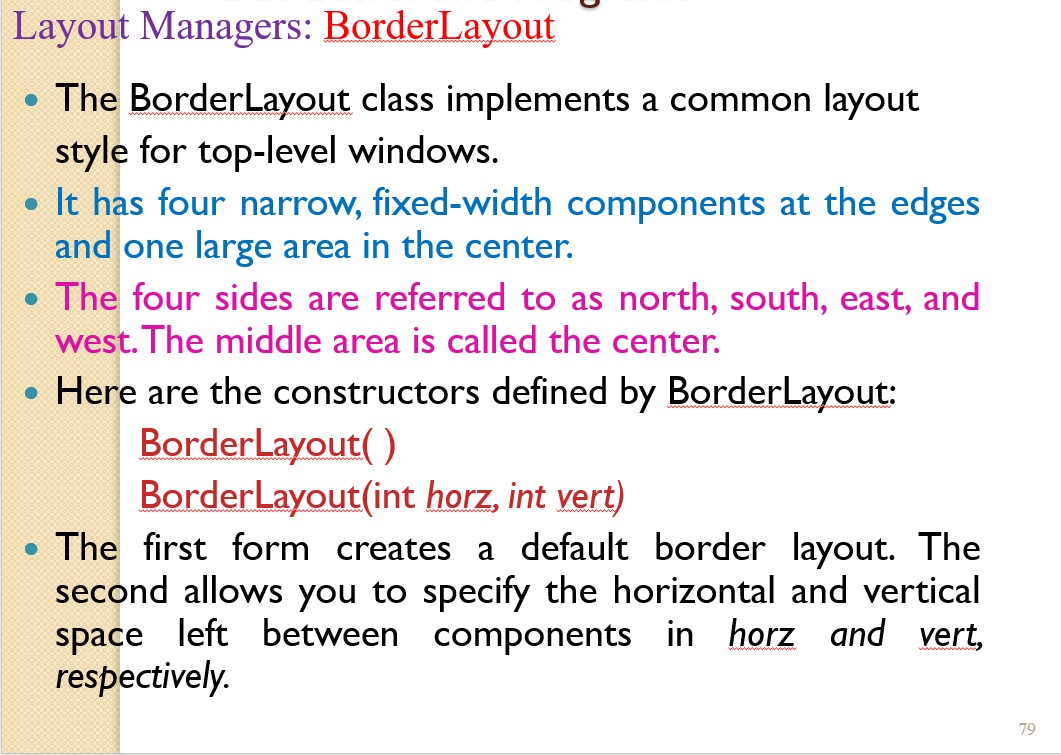 Layout Managers: BorderLayout
• The BorderLayout class implements a common layout
style for top-level windows.
• It has four narrow, fixed-width components at the edges
and one large area in the center.
• The four sides are referred to as north, south, east, and
west. The middle area is called the center.
• Here are the constructors defined by BorderLayout:
BorderLayout( )
BorderLayout(int horz, int vert)
• The first form creates a default border layout. The
second allows you to specify the horizontal and vertical
space left between components in horz and vert,
respectively.
79